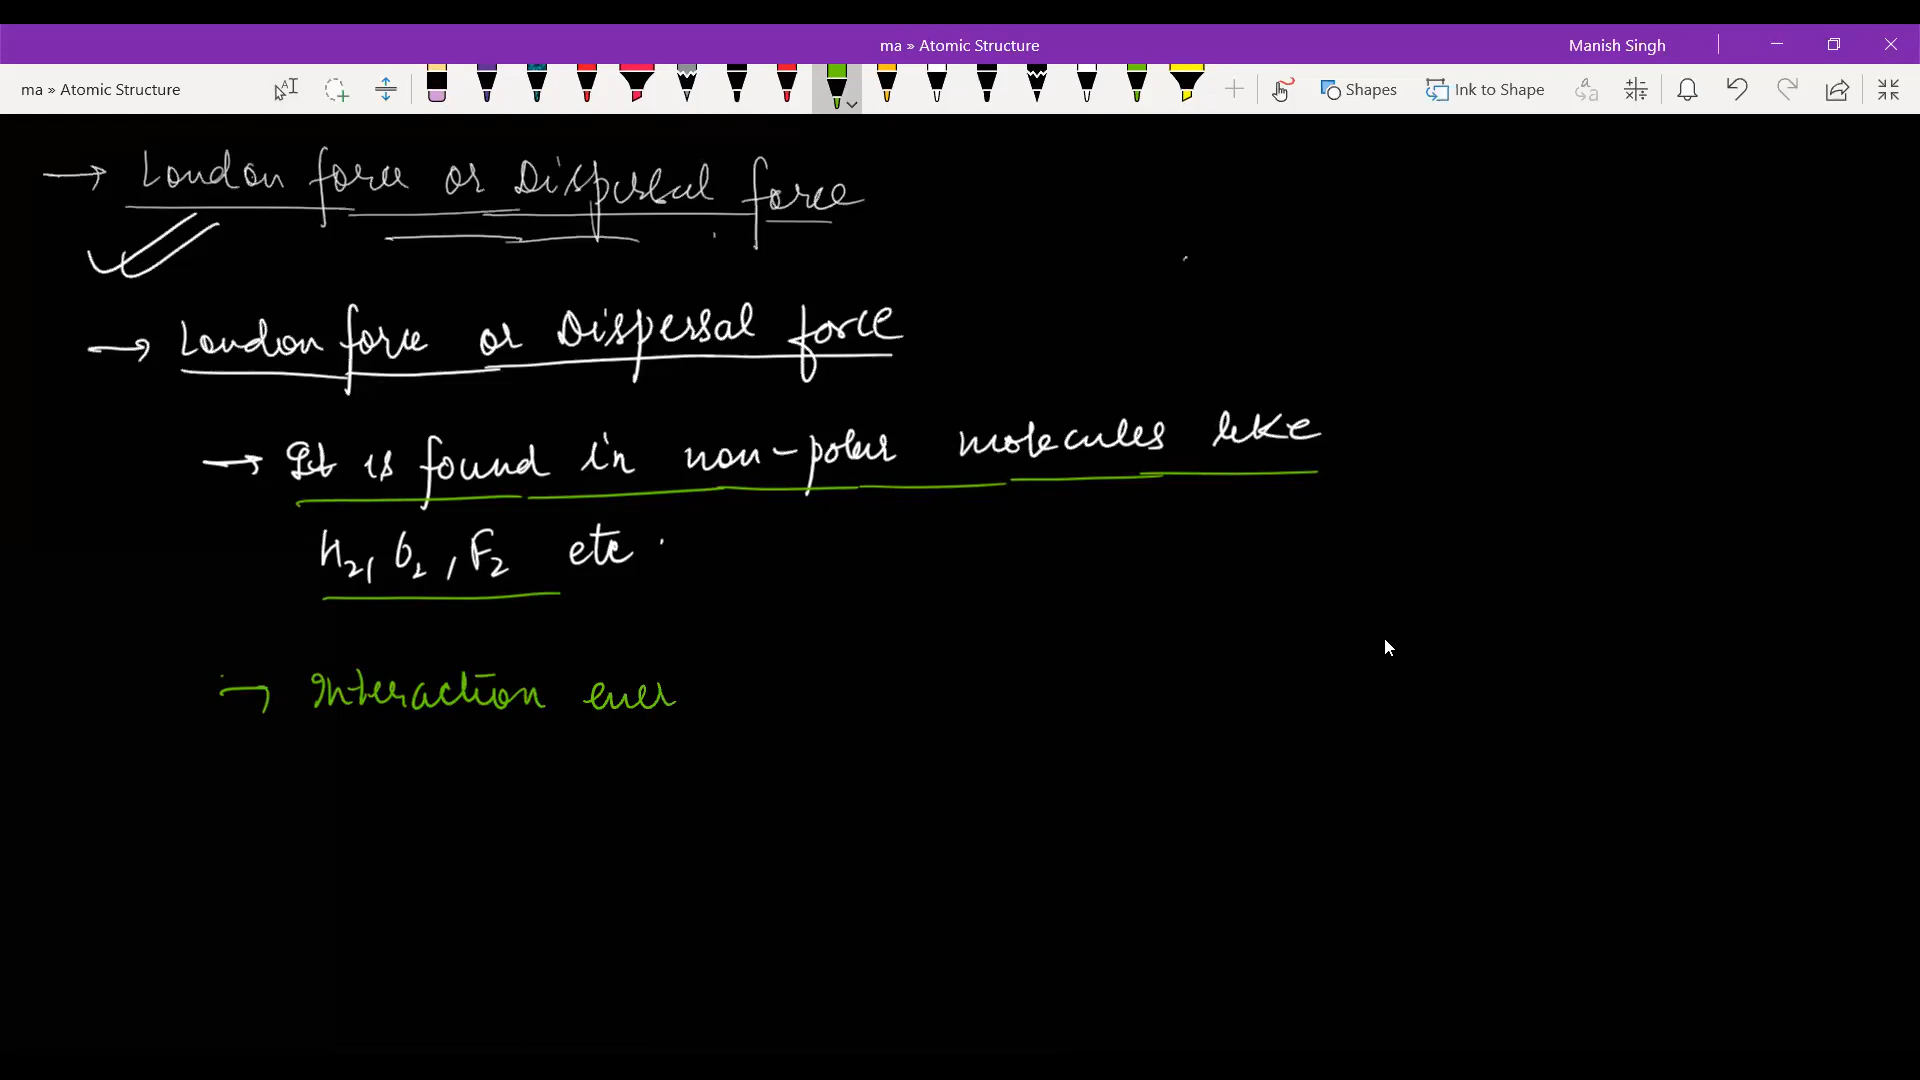 ma » Atomic Structure
Manish Singh
ma » Atomic Structure
Shapes
Ink to Shape
→ London force or Dispersal force
→ London force or Dispersal force
→ It is found in non-polar molecules like
H2, O2, F2 etc.
→ Interaction ener